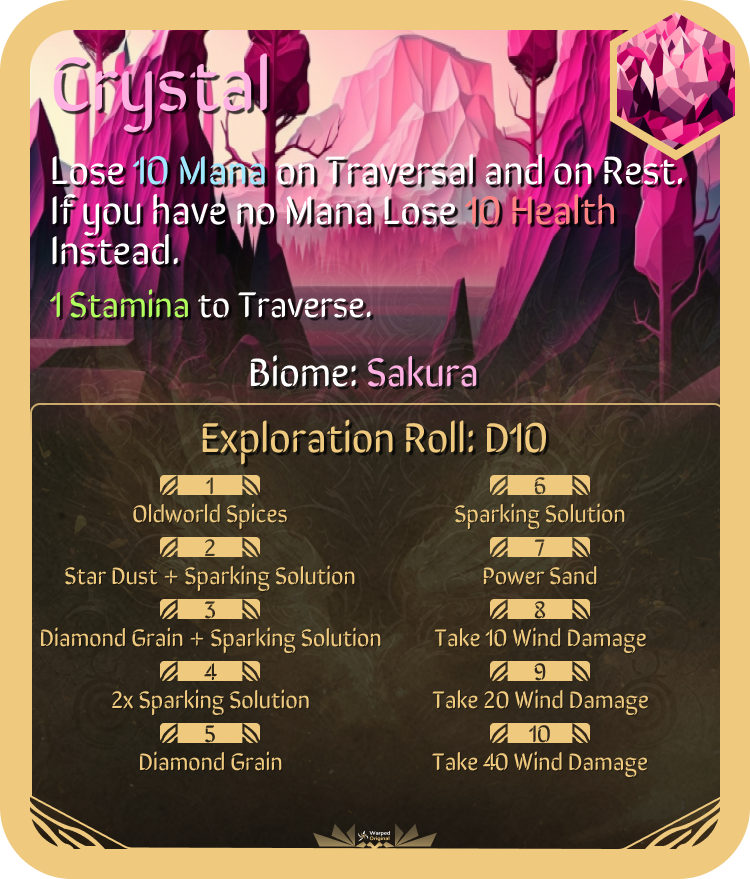 Crystal
Lose 10 Mana on Traversal and on Rest.
If you have no Mana Lose 10 Health
Instead.
1 Stamina to Traverse.
Biome: Sakura
Exploration Roll: D10
1
Oldworld Spices
2
Star Dust + Sparking Solution
3
Diamond Grain + Sparking Solution
4
2x Sparking Solution
5
Diamond Grain
6
Sparking Solution
7
Power Sand
8
Take 10 Wind Damage
9
Take 20 Wind Damage
10
Take 40 Wind Damage
Warped
Original